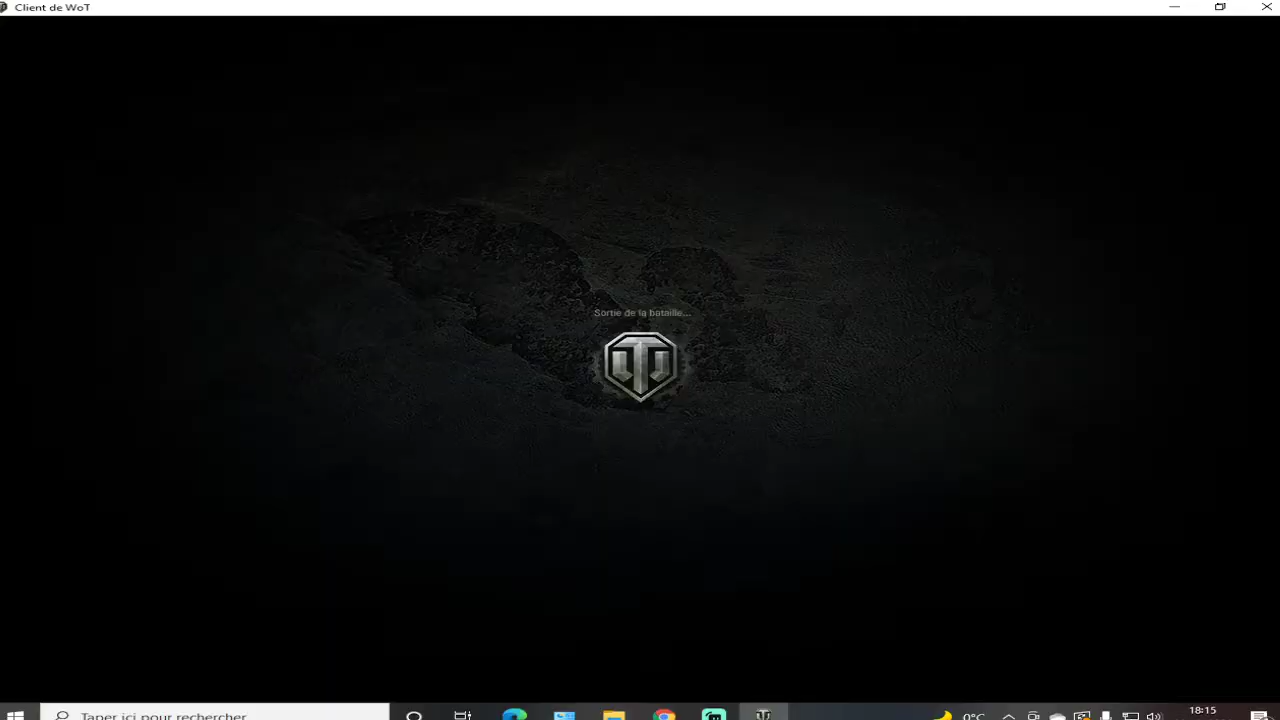 Client de WoT
Sortie de la bataille...
Taper ici pour rechercher
0°C
18:15